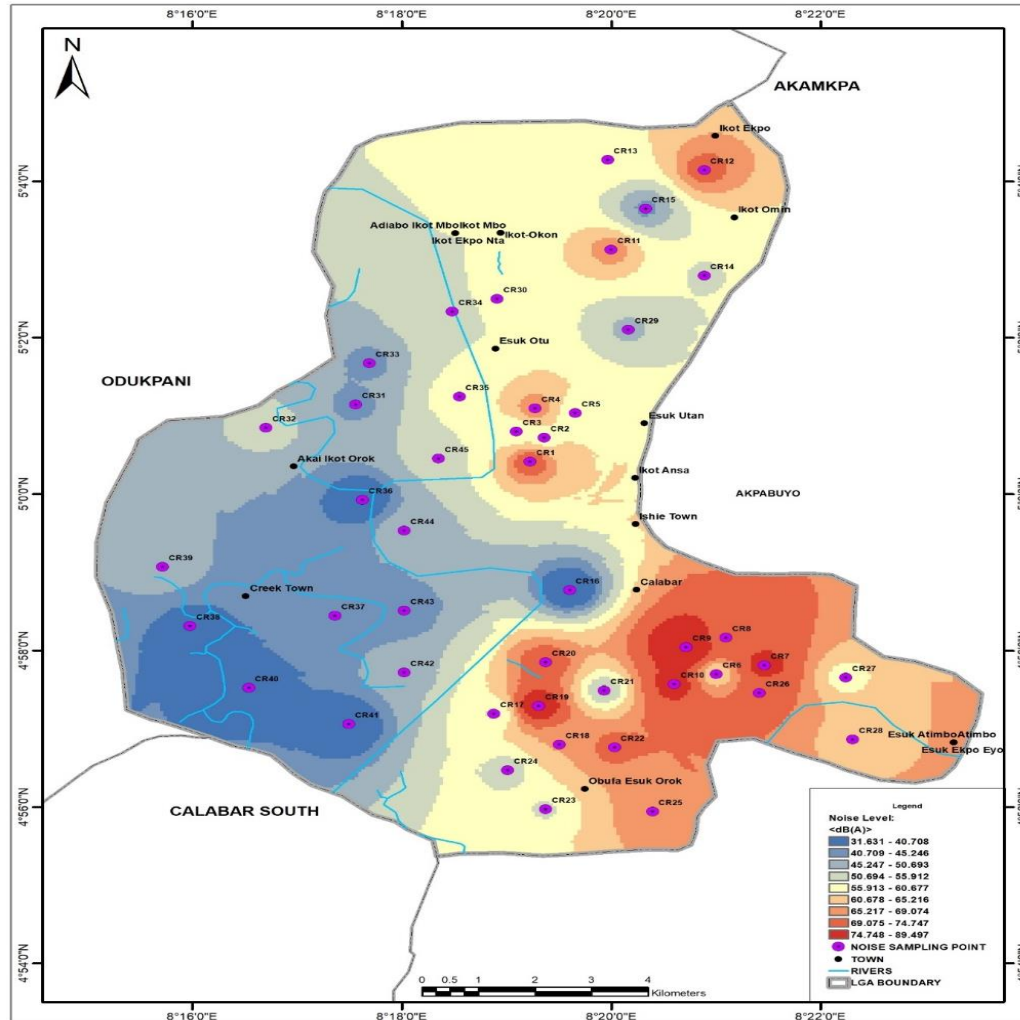 8°16'0"E 8°18'0"E 8°20'0"E 8°22'0"E
N
AKAMKPA
Ikot Ekpo
CR13
CR12
5°4'0"N
CR15
Ikot Omin
Adiabo Ikot MboIkot Mbo
Ikot-Okon
Ikot Ekpo Nta
CR11
CR14
CR30
CR34
CR29
5°2'0"N
Esuk Otu
CR33
ODUKPANI
CR31
CR35
CR4
CR5
CR32
CR3
CR2
Esuk Utan
CR45
CR1
Akai Ikot Orok
Ikot Ansa
CR36
5°0'0"N
AKPABUYO
CR44
Ishie Town
CR39
CR16
Calabar
Creek Town
CR43
CR37
CR38
CR8
CR9
4°58'0"N
CR20
CR7
CR42
CR6
CR27
CR40
CR21
CR10
CR26
CR19
CR17
CR41
CR18
CR22
CR28
Esuk AtimboAtimbo
Esuk Ekpo Eyo
CR24
Obufa Esuk Orok
CALABAR SOUTH
CR23
CR25
4°56'0"N
Legend
Noise Level:
<dB(A)>
31.631 - 40.708
40.709 - 45.246
45.247 - 50.693
50.694 - 55.912
55.913 - 60.677
60.678 - 65.216
65.217 - 69.074
69.075 - 74.747
74.748 - 89.497
NOISE SAMPLING POINT
TOWN
RIVERS
LGA BOUNDARY
4°54'0"N
0 0.5 1 2 3 4
Kilometers
8°16'0"E 8°18'0"E 8°20'0"E 8°22'0"E